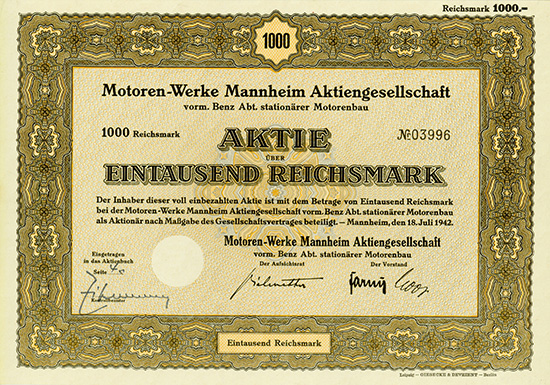 Reichsmark 1000.—
1000
Motoren-Werke Mannheim Aktiengesellschaft
vorm. Benz Abt. stationärer Motorenbau
1000 Reichsmark
AKTIE
№ 03996
ÜBER
EINTAUSEND REICHSMARK
Der Inhaber dieser voll einbezahlten Aktie ist mit dem Betrage von Eintausend Reichsmark
bei der Motoren-Werke Mannheim Aktiengesellschaft vorm. Benz Abt. stationärer Motorenbau
als Aktionär nach Maßgabe des Gesellschaftsvertrages beteiligt. — Mannheim, den 18. Juli 1942.
Motoren-Werke Mannheim Aktiengesellschaft
vorm. Benz Abt. stationärer Motorenbau
Eingetragen
in das Aktienbuch
Seite
Der Aufsichtsrat
Der Vorstand
Kontrollbeamter
Eintausend Reichsmark
Leipzig — GIESECKE & DEVRIENT — Berlin